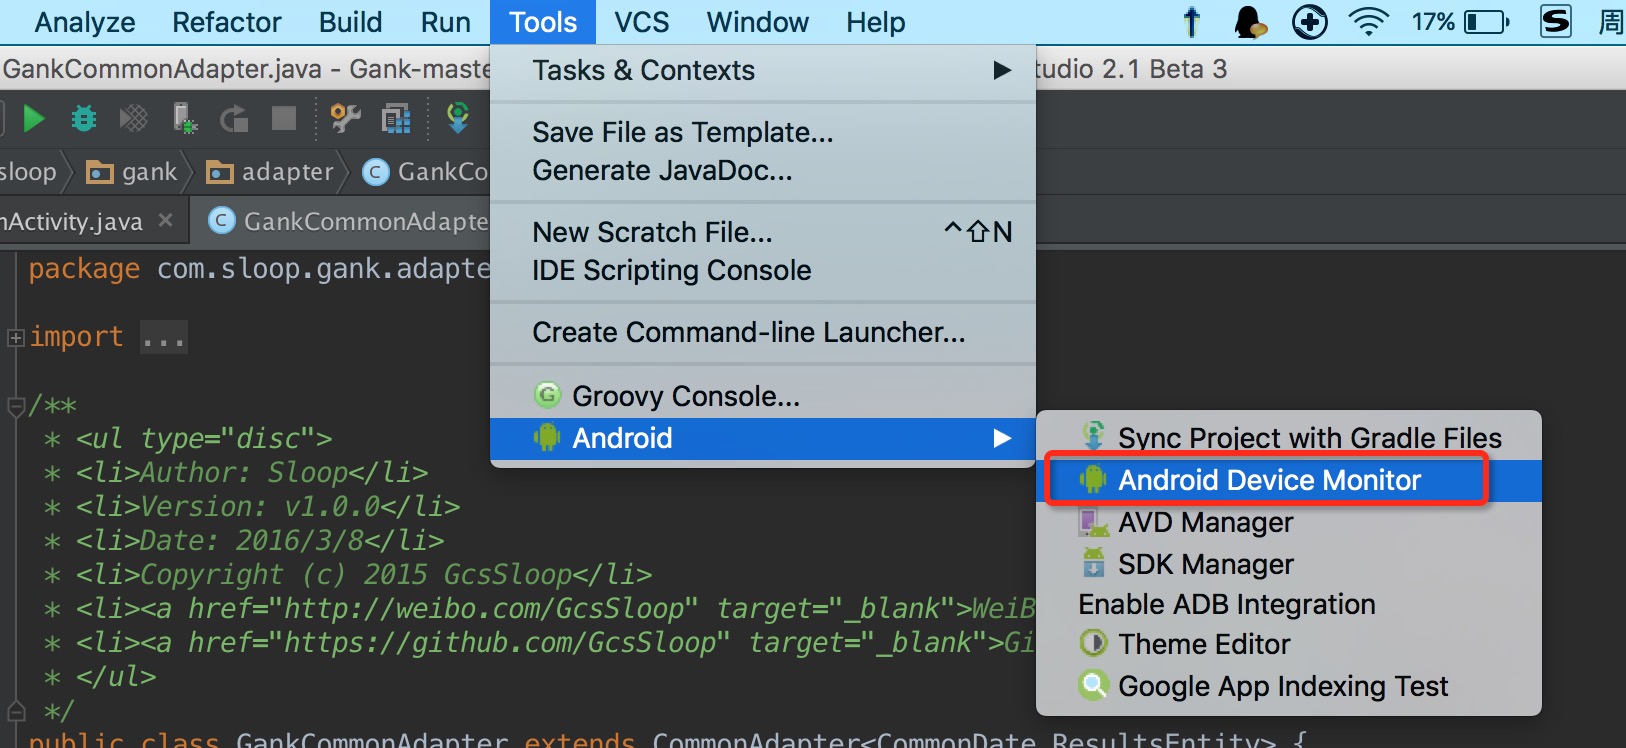 Analyze Refactor Build Run Tools VCS Window Help 17% S 周
GankCommonAdapter.java - Gank-maste
tudio 2.1 Beta 3
Tasks & Contexts
Save File as Template...
Generate JavaDoc...
New Scratch File... ^⇧N
IDE Scripting Console
Create Command-line Launcher...
G Groovy Console...
Android
Sync Project with Gradle Files
Android Device Monitor
AVD Manager
SDK Manager
Enable ADB Integration
Theme Editor
Google App Indexing Test
sloop gank adapter C GankCo
nActivity.java × C GankCommonAdapte
package com.sloop.gank.adapte
import ...
/**
* <ul type="disc">
* <li>Author: Sloop</li>
* <li>Version: v1.0.0</li>
* <li>Date: 2016/3/8</li>
* <li>Copyright (c) 2015 GcsSloop</li>
* <li><a href="http://weibo.com/GcsSloop" target="_blank">WeiB
* <li><a href="https://github.com/GcsSloop" target="_blank">Gi
* </ul>
*/
public class GankCommonAdapter extends CommonAdapter<CommonDate.ResultsEntity> {